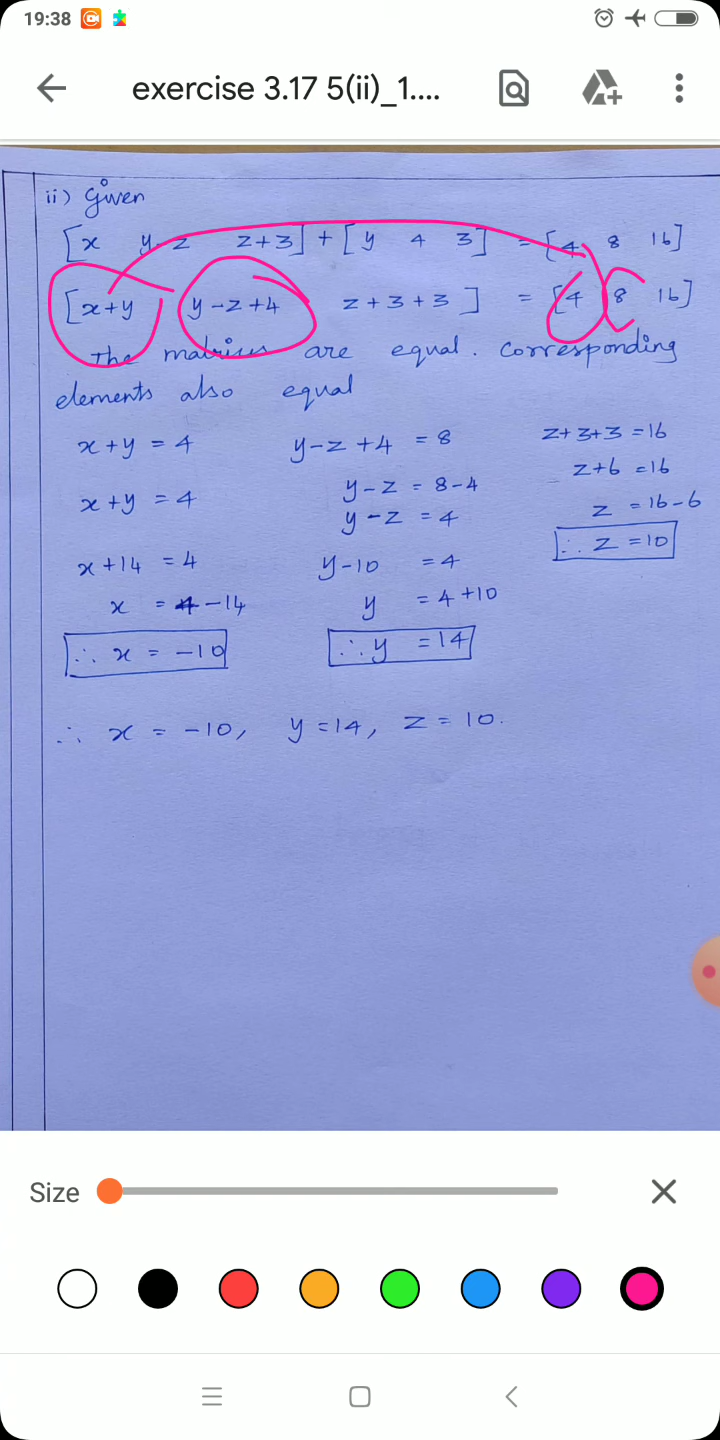 19:38
exercise 3.17 5(ii)_1....
ii) Given
[x y-z z+3] + [y 4 3] = [4 8 16]
[x+y y-z+4 z+3+3] = [4 8 16]
The matrices are equal. Corresponding
elements also equal
x+y = 4 y-z+4 = 8 z+3+3 = 16
x+y = 4 y-z = 8-4 z+6 = 16
y-z = 4 z = 16-6
x+14 = 4 y-10 = 4 ∴ z = 10
x = 4-14 y = 4+10
∴ x = -10 ∴ y = 14
∴ x = -10, y = 14, z = 10.
Size